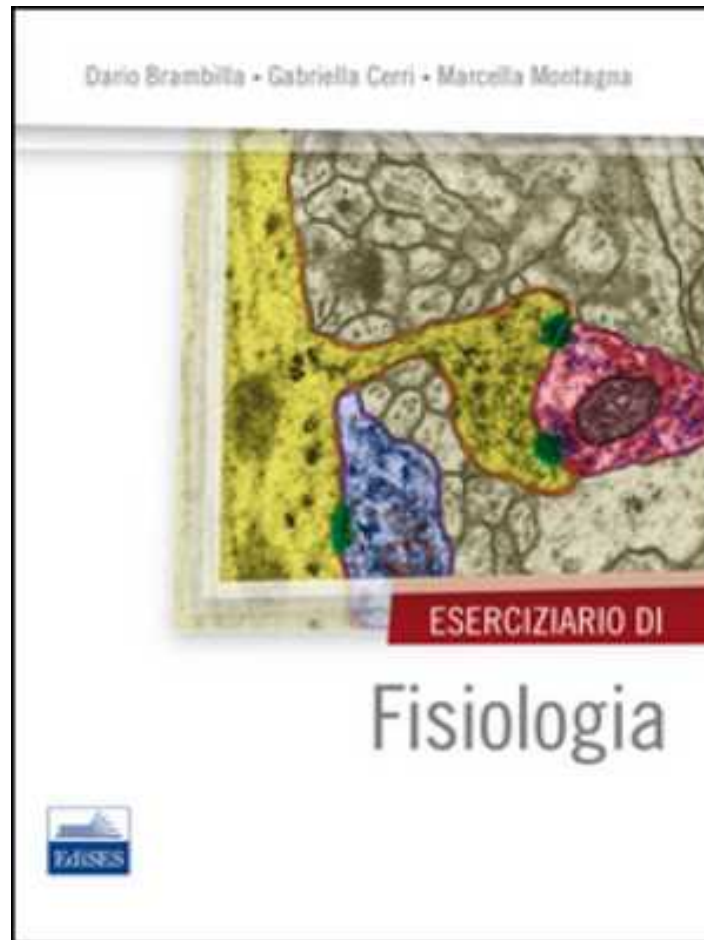 Dario Brambilla • Gabriella Cerri • Marcella Montagna
ESERCIZIARIO DI
Fisiologia
EdiSES